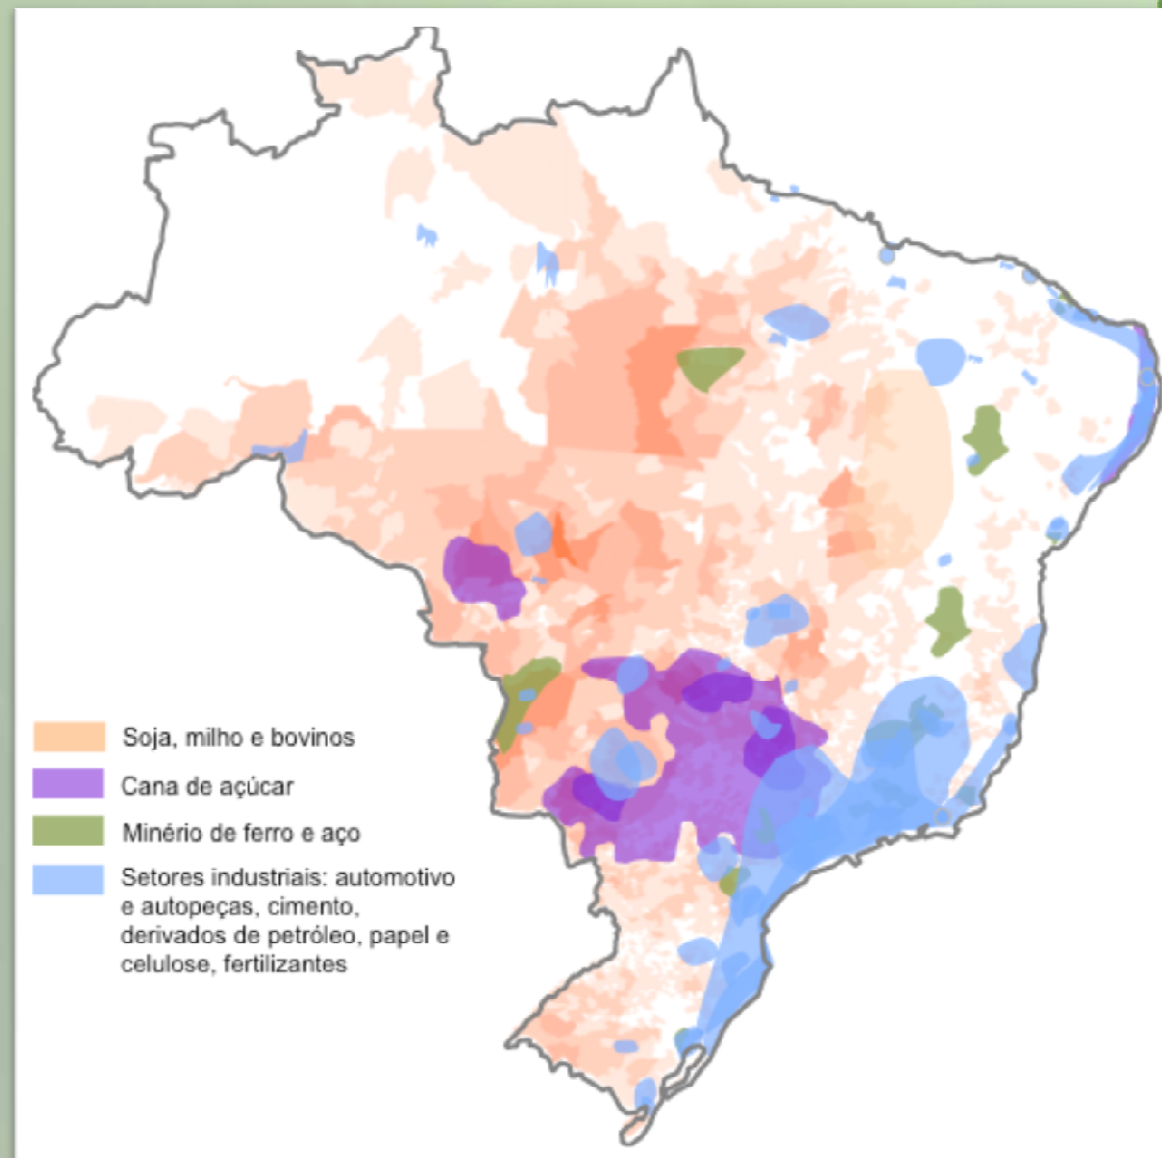 Soja, milho e bovinos
Cana de açúcar
Minério de ferro e aço
Setores industriais: automotivo
e autopeças, cimento,
derivados de petróleo, papel e
celulose, fertilizantes